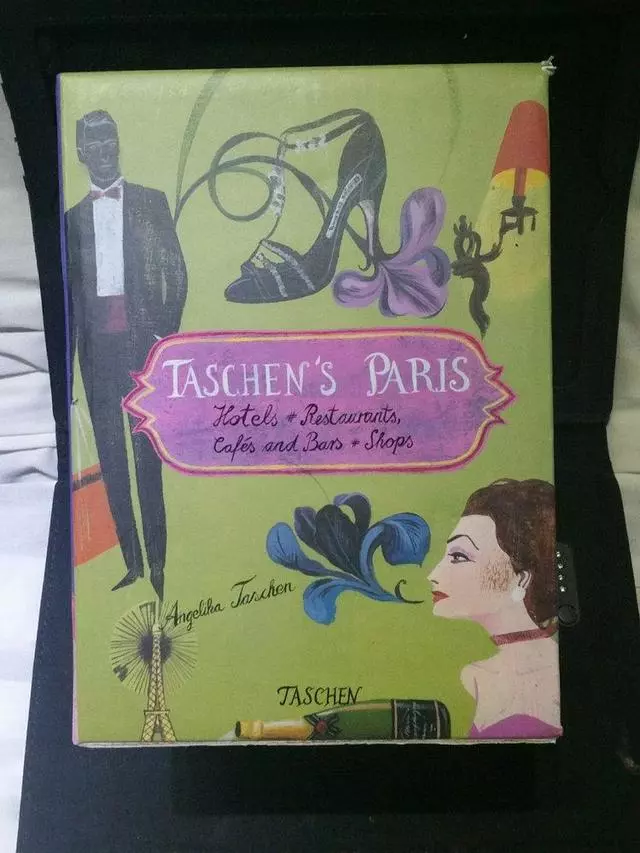 TASCHEN'S PARIS
Hotels * Restaurants,
Cafés and Bars * Shops
Angelika Taschen
TASCHEN